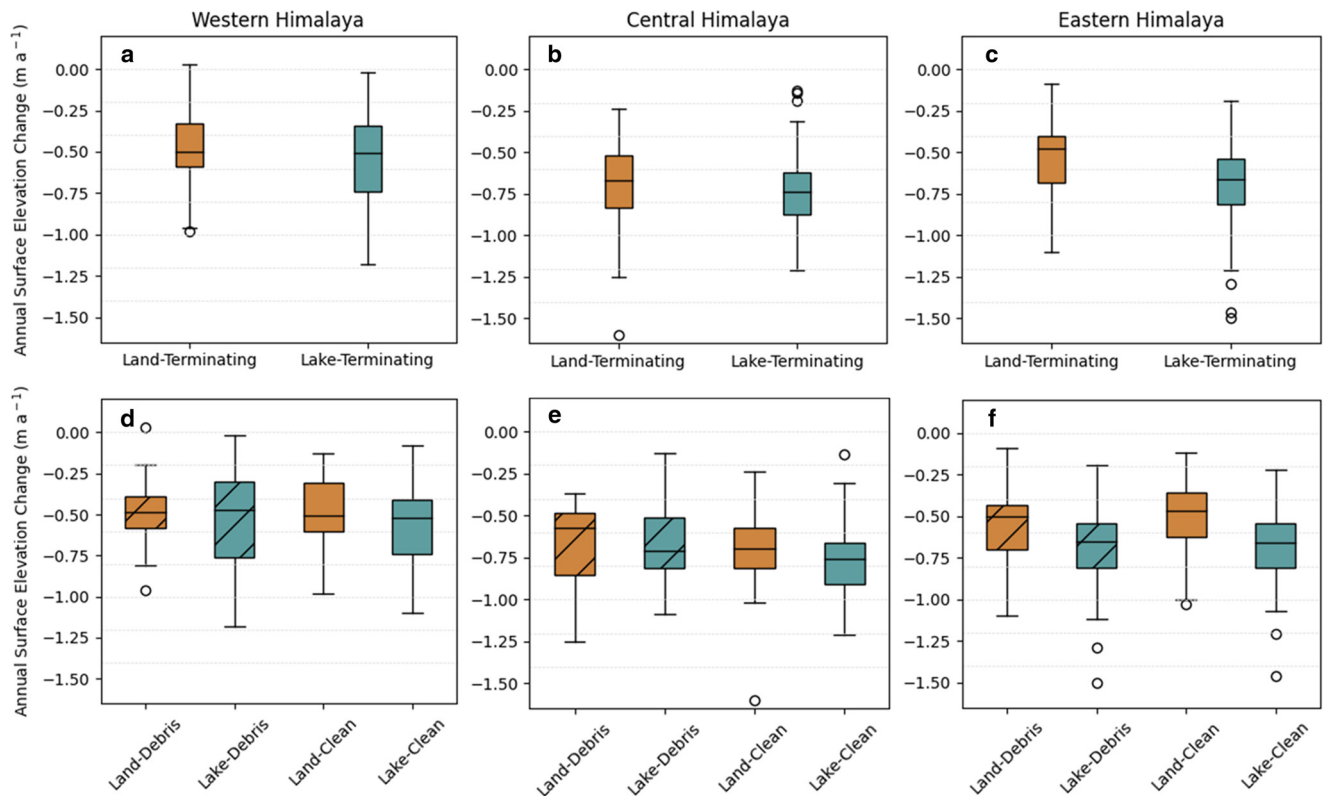 Western Himalaya
Central Himalaya
Eastern Himalaya
Annual Surface Elevation Change (m a⁻¹)
a
0.00
−0.25
−0.50
−0.75
−1.00
−1.25
−1.50
Land-Terminating
Lake-Terminating
b
0.00
−0.25
−0.50
−0.75
−1.00
−1.25
−1.50
Land-Terminating
Lake-Terminating
c
0.00
−0.25
−0.50
−0.75
−1.00
−1.25
−1.50
Land-Terminating
Lake-Terminating
Annual Surface Elevation Change (m a⁻¹)
d
0.00
−0.25
−0.50
−0.75
−1.00
−1.25
−1.50
Land-Debris
Lake-Debris
Land-Clean
Lake-Clean
e
0.00
−0.25
−0.50
−0.75
−1.00
−1.25
−1.50
Land-Debris
Lake-Debris
Land-Clean
Lake-Clean
f
0.00
−0.25
−0.50
−0.75
−1.00
−1.25
−1.50
Land-Debris
Lake-Debris
Land-Clean
Lake-Clean